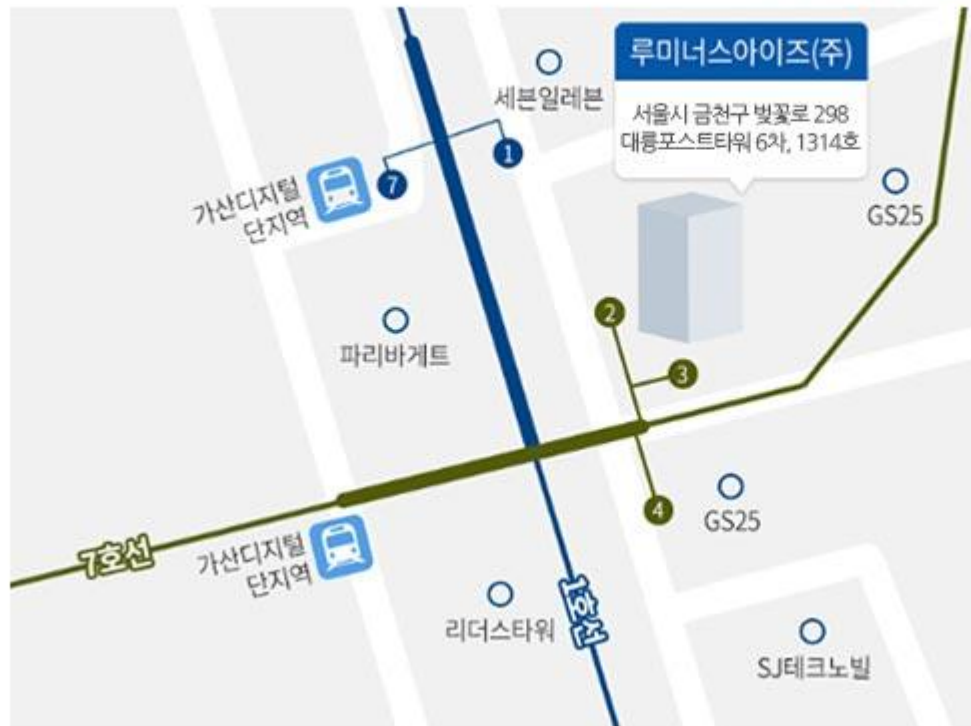 루미너스아이즈(주)
서울시 금천구 벚꽃로 298
대륭포스트타워 6차, 1314호
세븐일레븐
1
7
가산디지털
단지역
GS25
2
파리바게트
3
4
GS25
7호선
가산디지털
단지역
리더스타워
1호선
SJ테크노빌